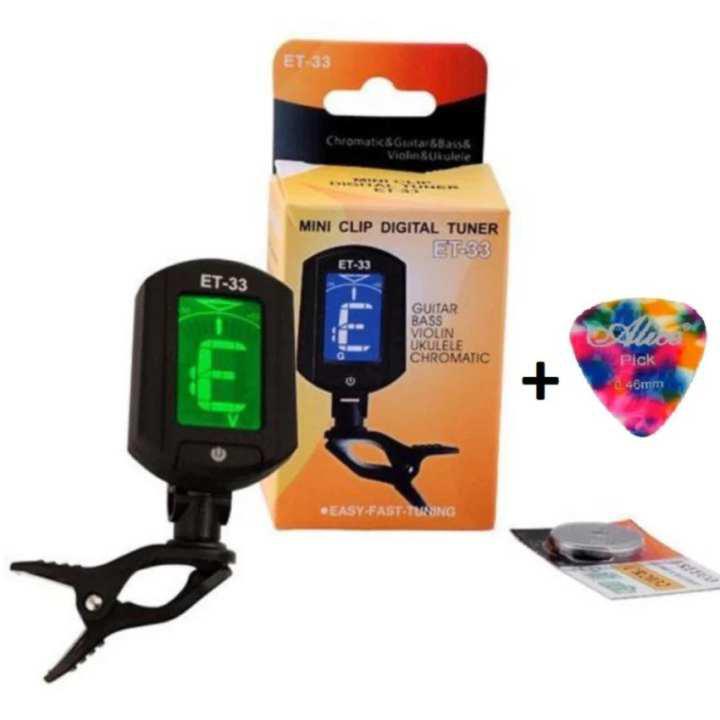 ET-33
Chromatic&Guitar&Bass&
Violin&Ukulele
MINI CLIP
DIGITAL TUNER
ET-33
MINI CLIP DIGITAL TUNER
ET-33
ET-33
E
G
GUITAR
BASS
VIOLIN
UKULELE
CHROMATIC
•EASY-FAST-TUNING
ET-33
E
V
+
Alice®
Pick
0.46mm